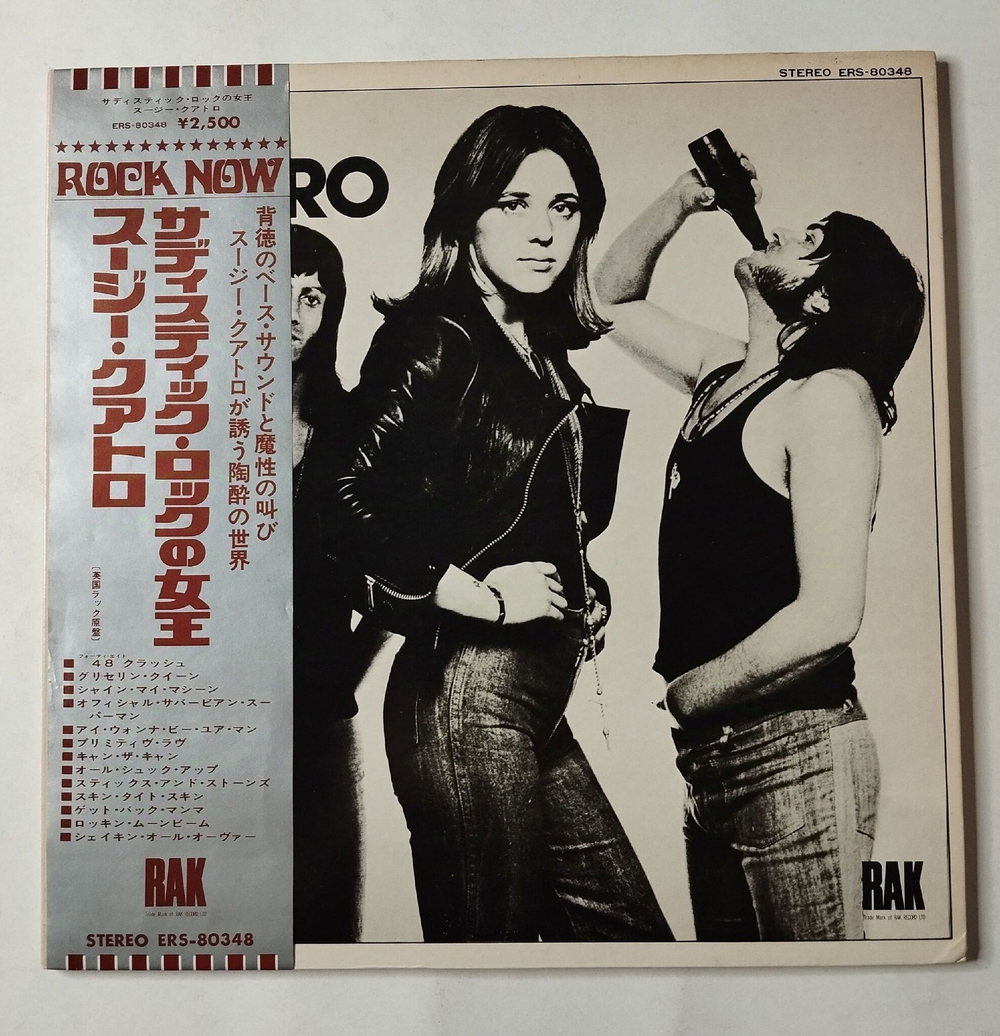 サディスティック・ロックの女王
スージー・クアトロ
ERS-80348 ¥2,500
ROCK NOW
背徳のベース・サウンドと魔性の叫び
スージー・クアトロが誘う陶酔の世界
サディスティック・ロックの女王
スージー・クアトロ
〔英国ラック原盤〕
フォーティ・エイト
■ 48 クラッシュ
■グリセリン・クイーン
■シャイン・マイ・マシーン
■オフィシャル・サバービアン・スー
パーマン
■アイ・ウォンナ・ビー・ユア・マン
■プリミティヴ・ラヴ
■キャン・ザ・キャン
■オール・シュック・アップ
■スティックス・アンド・ストーンズ
■スキン・タイト・スキン
■ゲット・バック・マンマ
■ロッキン・ムーンビーム
■シェイキン・オール・オーヴァー
RAK
Trade Mark of RAK RECORD LTD
STEREO ERS-80348
STEREO ERS-80348
RO
RAK
Trade Mark of RAK RECORD LTD